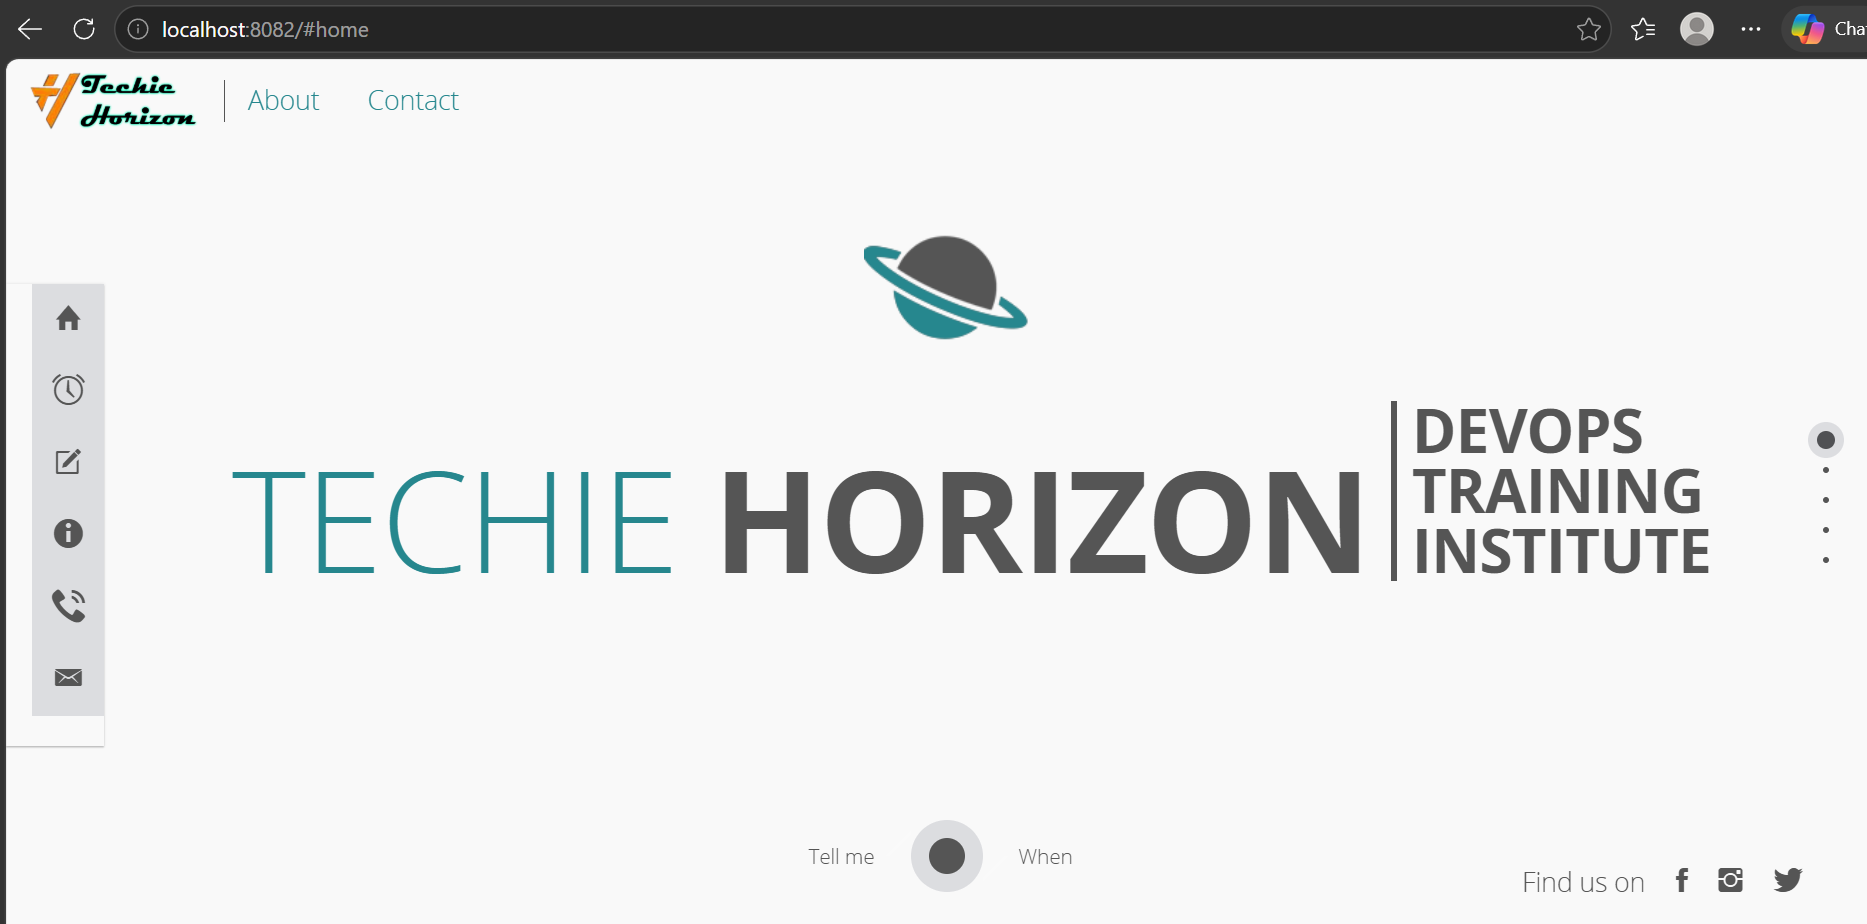 localhost:8082/#home
Cha
Techie
Horizon
About
Contact
TECHIE HORIZON
DEVOPS
TRAINING
INSTITUTE
Tell me
When
Find us on